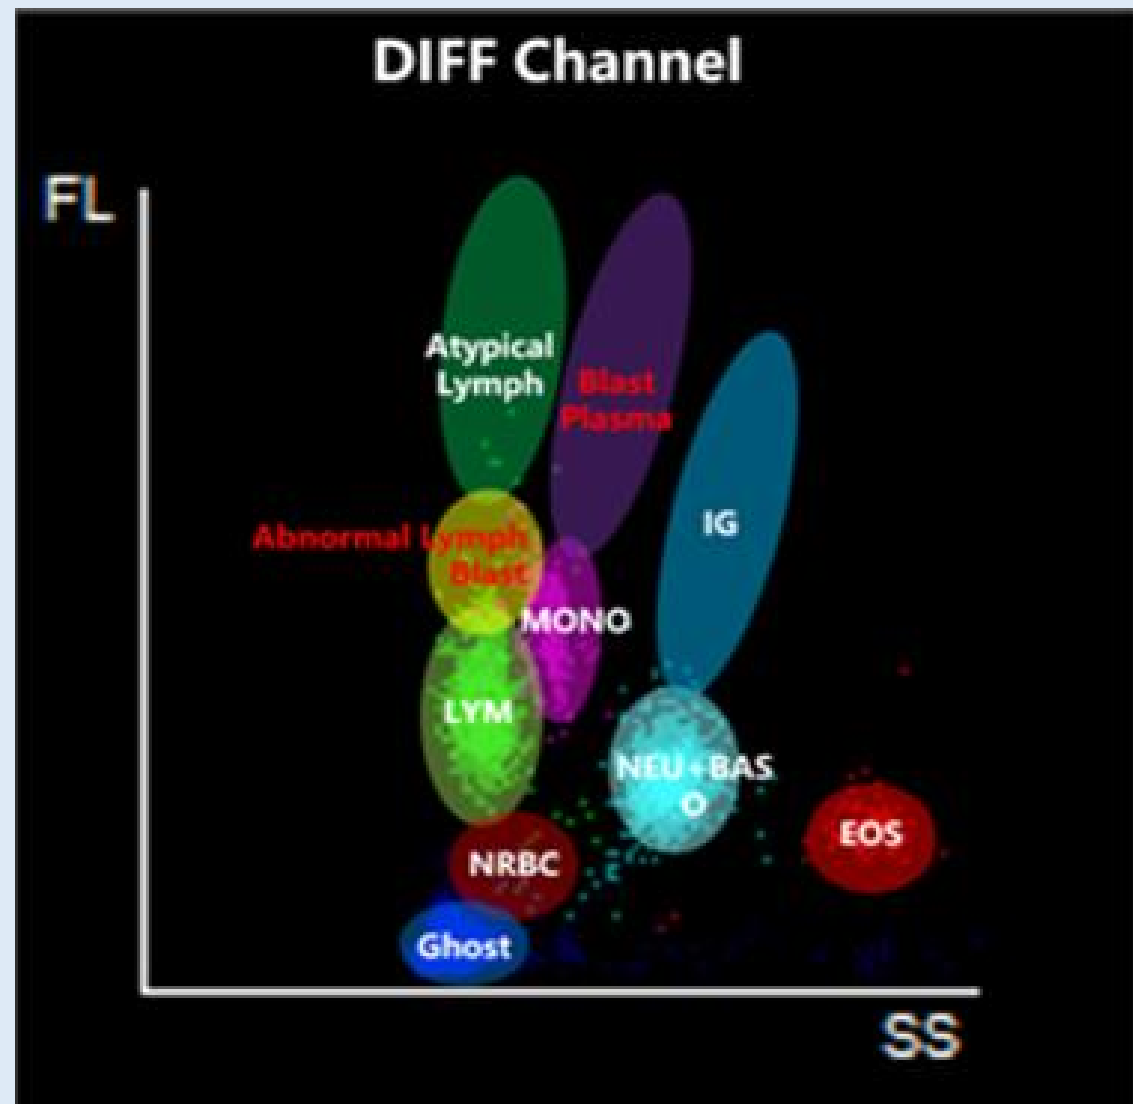 DIFF Channel
FL
Atypical
Lymph
Blast
Plasma
IG
Abnormal Lymph
Blast
MONO
LYM
NEU+BAS
O
EOS
NRBC
Ghost
SS